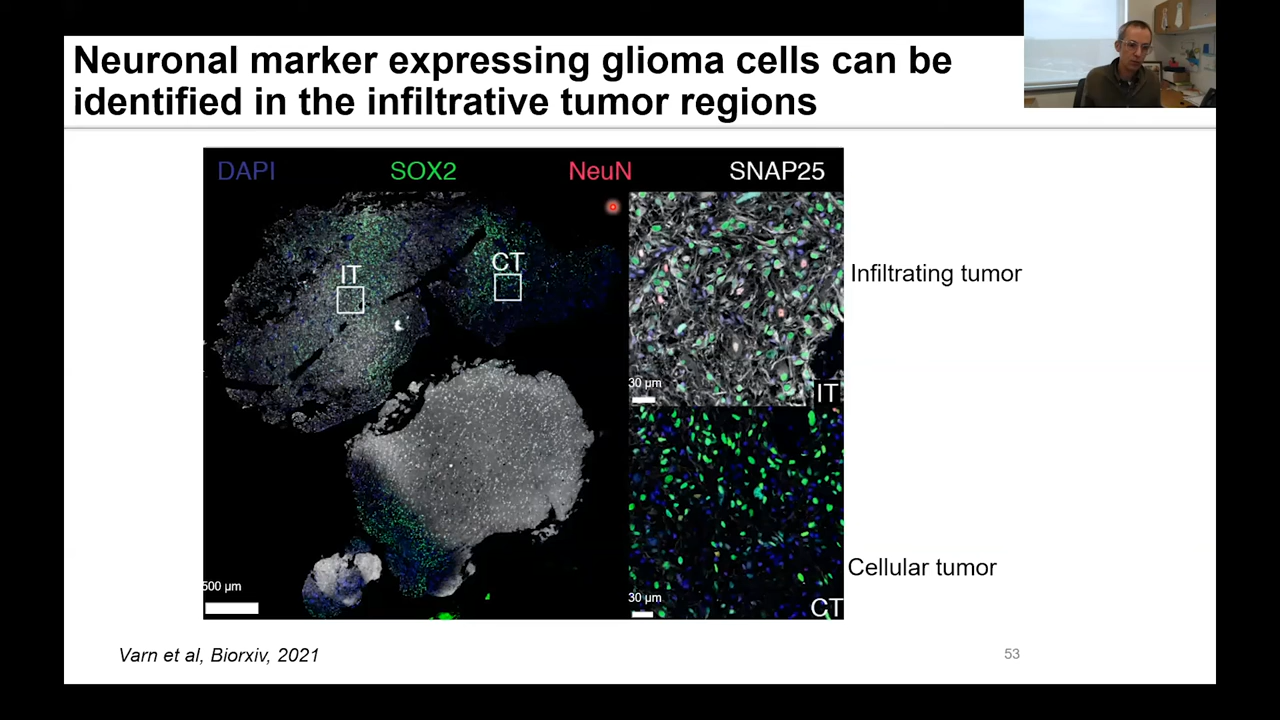 Neuronal marker expressing glioma cells can be
identified in the infiltrative tumor regions
DAPI SOX2 NeuN SNAP25
IT
CT
Infiltrating tumor
30 µm
IT
Cellular tumor
500 µm
30 µm
CT
Varn et al, Biorxiv, 2021
53